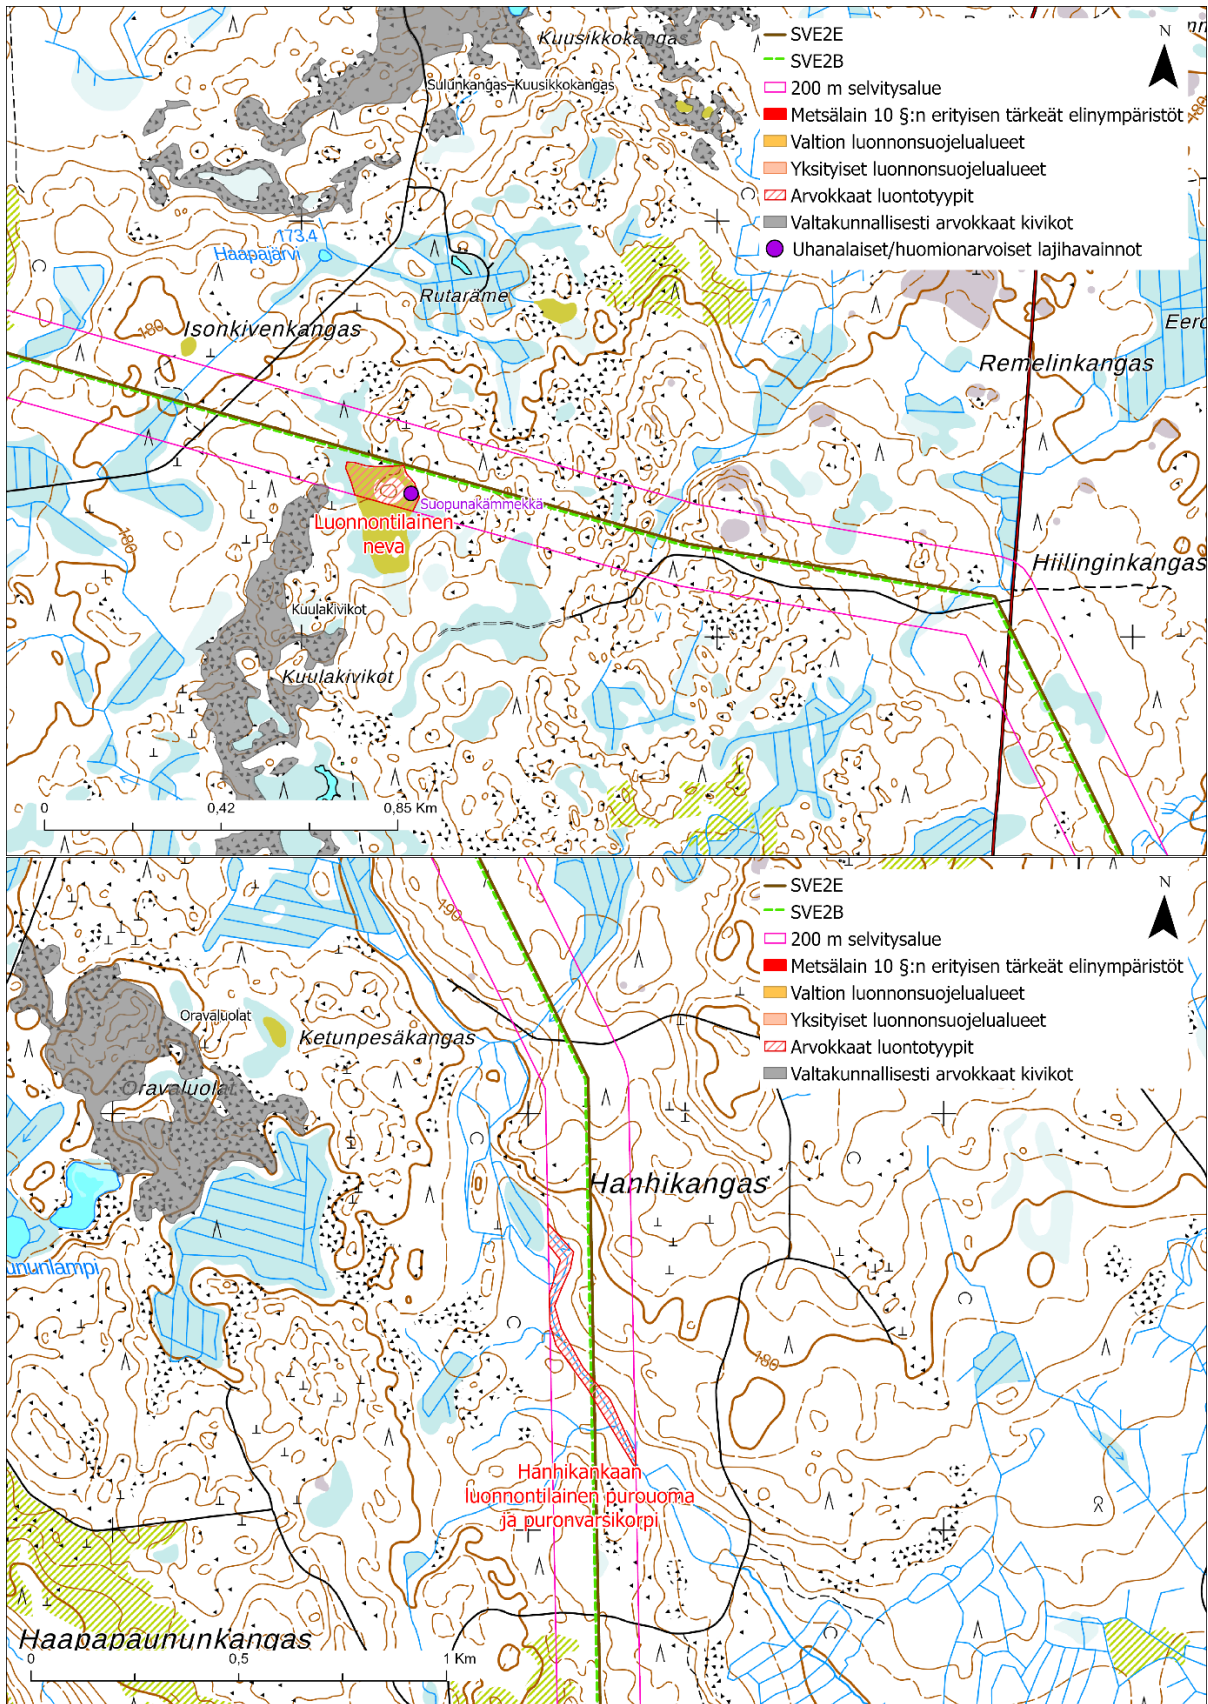 Kuusikkokangas
Sulunkangas-Kuusikkokangas
SVE2E
SVE2B
200 m selvitysalue
Metsälain 10 §:n erityisen tärkeät elinympäristöt
Valtion luonnonsuojelualueet
Yksityiset luonnonsuojelualueet
Arvokkaat luontotyypit
Valtakunnallisesti arvokkaat kivikot
Uhanalaiset/huomionarvoiset lajihavainnot
N
180
173.4
Haapajärvi
Rutaräme
180
Isonkivenkangas
Remelinkangas
Suopunakämmekkä
Luonnontilainen
neva
180
Hiilinginkangas
Kuulakivikot
Kuulakivikot
0
0,42
0,85 Km
SVE2E
SVE2B
200 m selvitysalue
Metsälain 10 §:n erityisen tärkeät elinympäristöt
Valtion luonnonsuojelualueet
Yksityiset luonnonsuojelualueet
Arvokkaat luontotyypit
Valtakunnallisesti arvokkaat kivikot
N
190
Oravaluolat
Ketunpesäkangas
Oravaluolat
Hanhikangas
ununlampi
180
Hanhikankaan
luonnontilainen purouoma
ja puronvarsikorpi
Haapapaununkangas
0
0,5
1 Km